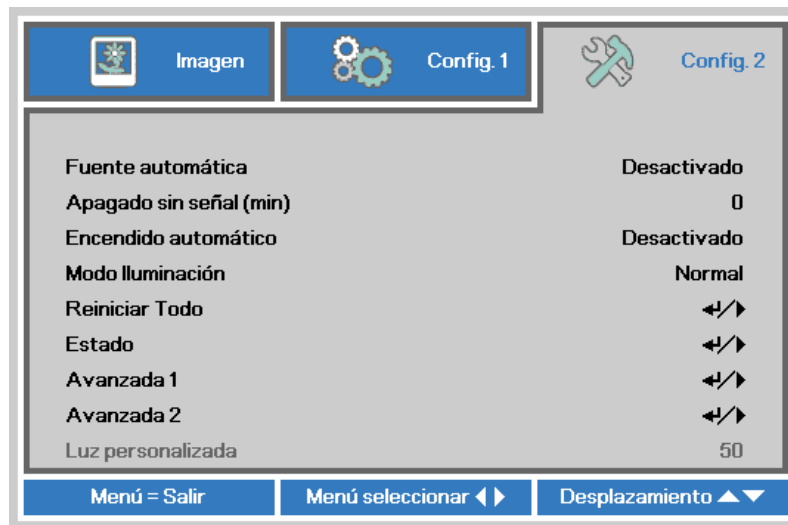 Imagen Config. 1 Config. 2
Fuente automática Desactivado
Apagado sin señal (min) 0
Encendido automático Desactivado
Modo Iluminación Normal
Reiniciar Todo
Estado
Avanzada 1
Avanzada 2
Luz personalizada 50
Menú = Salir Menú seleccionar Desplazamiento